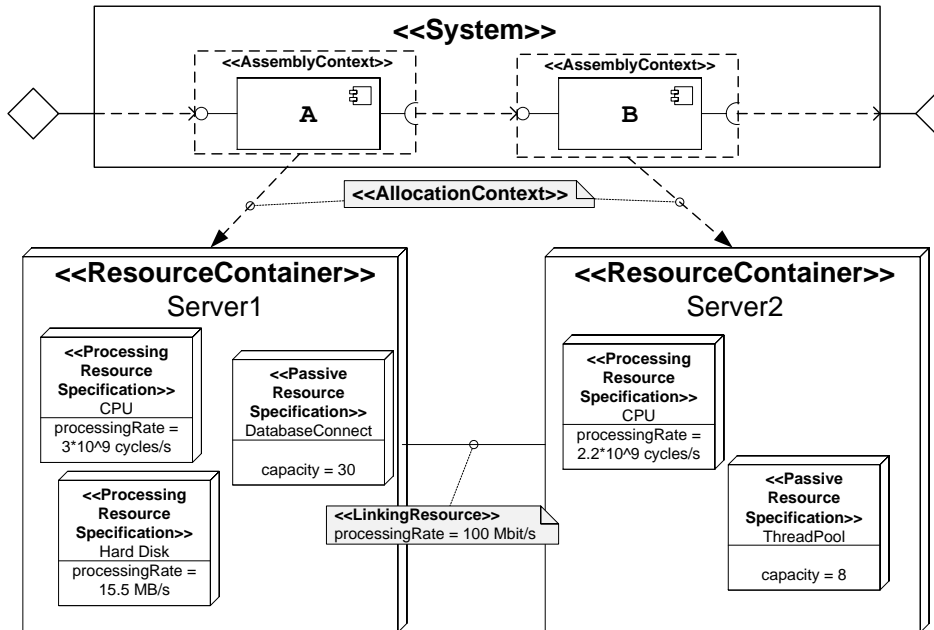 <<System>>
<<AssemblyContext>>
<<AssemblyContext>>
A
B
<<AllocationContext>>
<<ResourceContainer>>
Server1
<<Processing
Resource
Specification>>
CPU
processingRate =
3*10^9 cycles/s
<<Passive
Resource
Specification>>
DatabaseConnect
capacity = 30
<<Processing
Resource
Specification>>
Hard Disk
processingRate =
15.5 MB/s
<<LinkingResource>>
processingRate = 100 Mbit/s
<<ResourceContainer>>
Server2
<<Processing
Resource
Specification>>
CPU
processingRate =
2.2*10^9 cycles/s
<<Passive
Resource
Specification>>
ThreadPool
capacity = 8